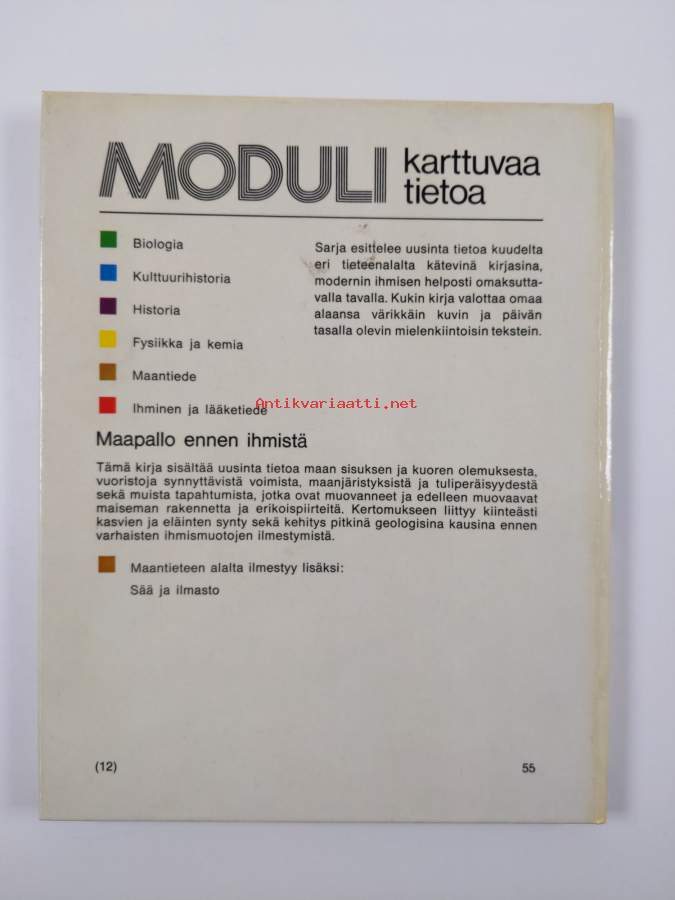 MODULI karttuvaa
tietoa
Biologia
Kulttuurihistoria
Historia
Fysiikka ja kemia
Maantiede
Ihminen ja lääketiede
Sarja esittelee uusinta tietoa kuudelta
eri tieteenalalta kätevinä kirjasina,
modernin ihmisen helposti omaksutta-
valla tavalla. Kukin kirja valottaa omaa
alaansa värikkäin kuvin ja päivän
tasalla olevin mielenkiintoisin tekstein.
Antikvariaatti.net
Maapallo ennen ihmistä
Tämä kirja sisältää uusinta tietoa maan sisuksen ja kuoren olemuksesta,
vuoristoja synnyttävistä voimista, maanjäristyksistä ja tuliperäisyydestä
sekä muista tapahtumista, jotka ovat muovanneet ja edelleen muovaavat
maiseman rakennetta ja erikoispiirteitä. Kertomukseen liittyy kiinteästi
kasvien ja eläinten synty sekä kehitys pitkinä geologisina kausina ennen
varhaisten ihmismuotojen ilmestymistä.
Maantieteen alalta ilmestyy lisäksi:
Sää ja ilmasto
(12)
55